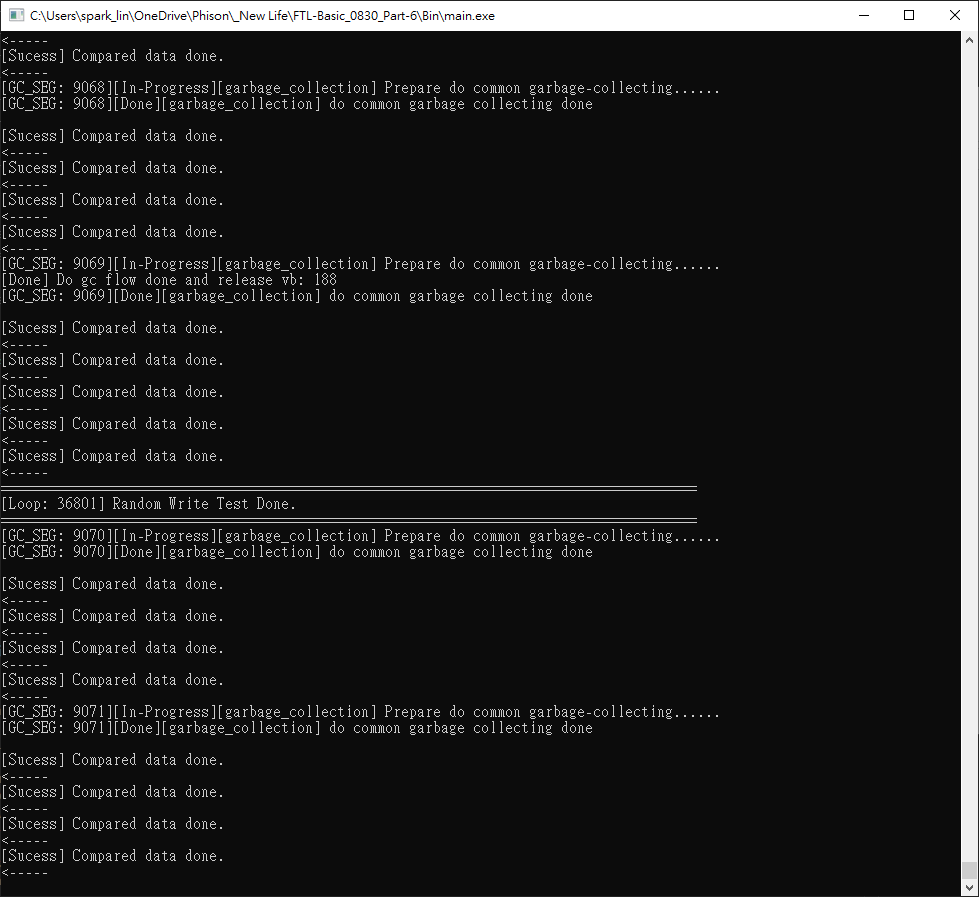 C:\Users\spark_lin\OneDrive\Phison\_New Life\FTL-Basic_0830_Part-6\Bin\main.exe
<-----
[Sucess] Compared data done.
<-----
[GC_SEG: 9068][In-Progress][garbage_collection] Prepare do common garbage-collecting......
[GC_SEG: 9068][Done][garbage_collection] do common garbage collecting done
[Sucess] Compared data done.
<-----
[Sucess] Compared data done.
<-----
[Sucess] Compared data done.
<-----
[Sucess] Compared data done.
<-----
[GC_SEG: 9069][In-Progress][garbage_collection] Prepare do common garbage-collecting......
[Done] Do gc flow done and release vb: 188
[GC_SEG: 9069][Done][garbage_collection] do common garbage collecting done
[Sucess] Compared data done.
<-----
[Sucess] Compared data done.
<-----
[Sucess] Compared data done.
<-----
[Sucess] Compared data done.
<-----
[Sucess] Compared data done.
<-----
[Loop: 36801] Random Write Test Done.
[GC_SEG: 9070][In-Progress][garbage_collection] Prepare do common garbage-collecting......
[GC_SEG: 9070][Done][garbage_collection] do common garbage collecting done
[Sucess] Compared data done.
<-----
[Sucess] Compared data done.
<-----
[Sucess] Compared data done.
<-----
[Sucess] Compared data done.
<-----
[GC_SEG: 9071][In-Progress][garbage_collection] Prepare do common garbage-collecting......
[GC_SEG: 9071][Done][garbage_collection] do common garbage collecting done
[Sucess] Compared data done.
<-----
[Sucess] Compared data done.
<-----
[Sucess] Compared data done.
<-----
[Sucess] Compared data done.
<-----